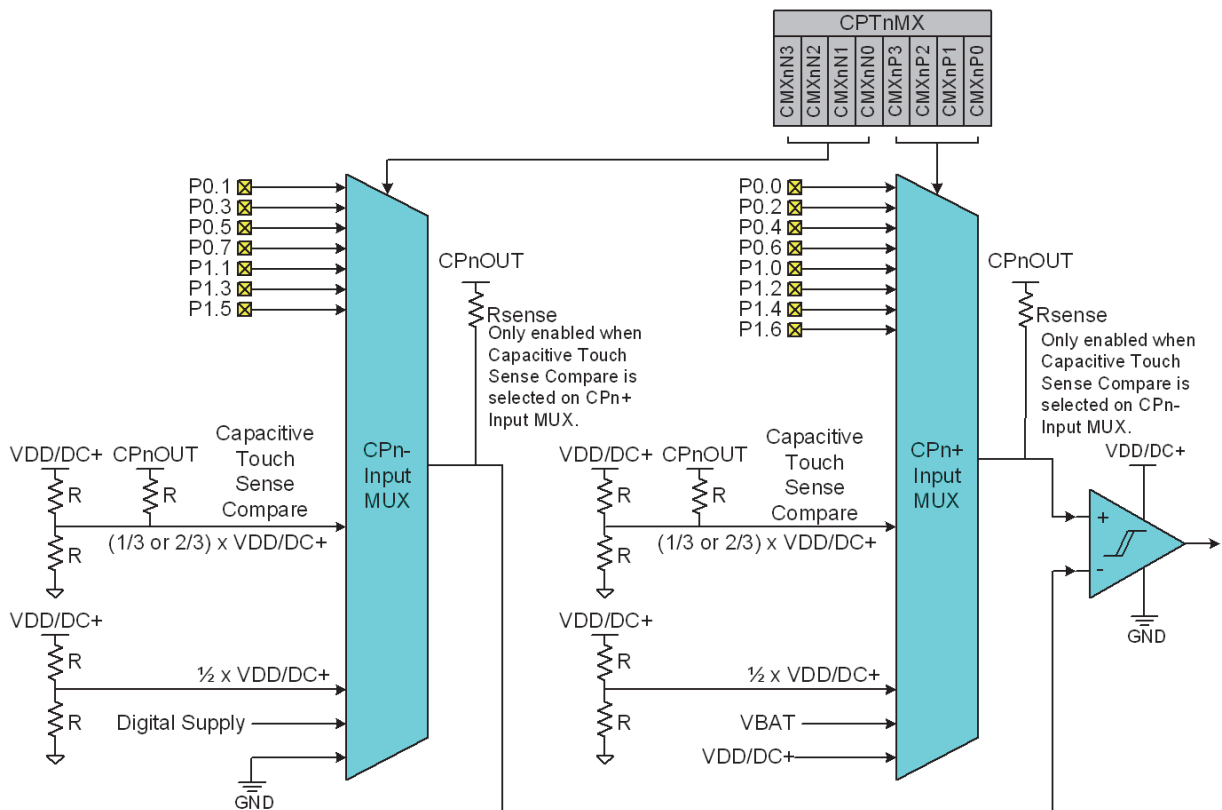 CPTnMX
CMXnN3
CMXnN2
CMXnN1
CMXnN0
CMXnP3
CMXnP2
CMXnP1
CMXnP0
P0.1
P0.3
P0.5
P0.7
P1.1
P1.3
P1.5
CPnOUT
Rsense
Only enabled when
Capacitive Touch
Sense Compare is
selected on CPn+
Input MUX.
VDD/DC+
R
R
CPnOUT
R
Capacitive
Touch
Sense
Compare
(1/3 or 2/3) x VDD/DC+
CPn-
Input
MUX
VDD/DC+
R
R
½ x VDD/DC+
Digital Supply
GND
P0.0
P0.2
P0.4
P0.6
P1.0
P1.2
P1.4
P1.6
CPnOUT
Rsense
Only enabled when
Capacitive Touch
Sense Compare is
selected on CPn-
Input MUX.
VDD/DC+
R
R
CPnOUT
R
Capacitive
Touch
Sense
Compare
(1/3 or 2/3) x VDD/DC+
CPn+
Input
MUX
VDD/DC+
R
R
½ x VDD/DC+
VBAT
VDD/DC+
VDD/DC+
+
-
GND